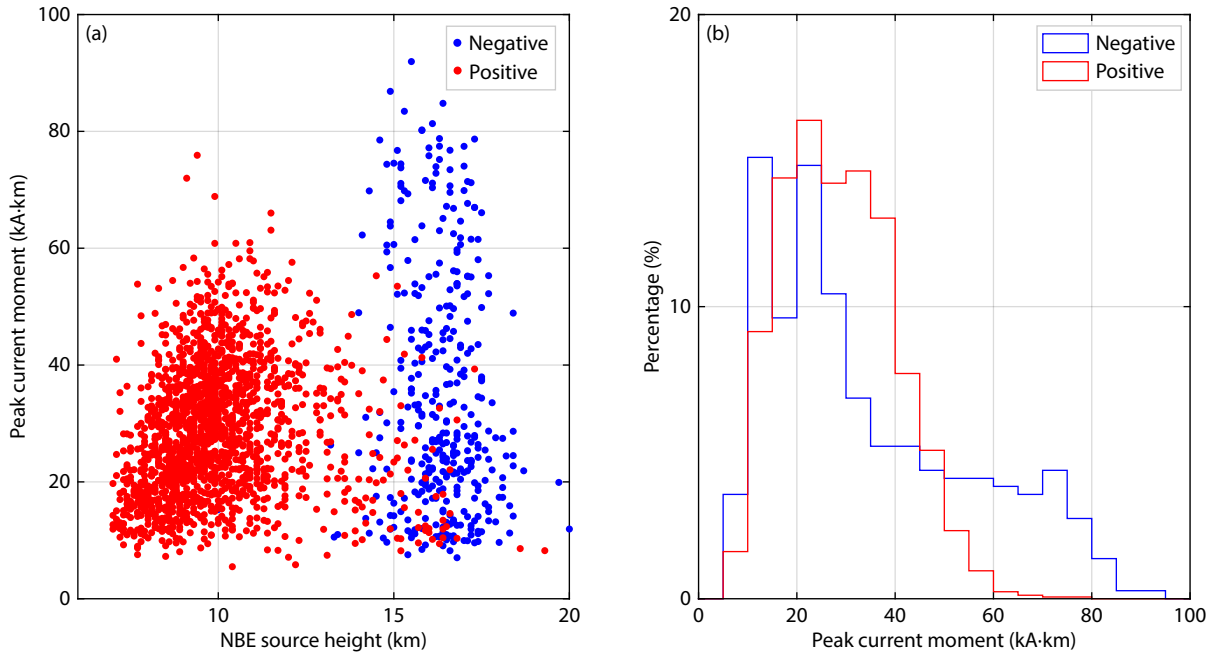 (a)
Negative
Positive
100
80
60
40
20
0
Peak current moment (kA·km)
10
15
20
NBE source height (km)
(b)
Negative
Positive
20
10
0
Percentage (%)
20
40
60
80
100
Peak current moment (kA·km)